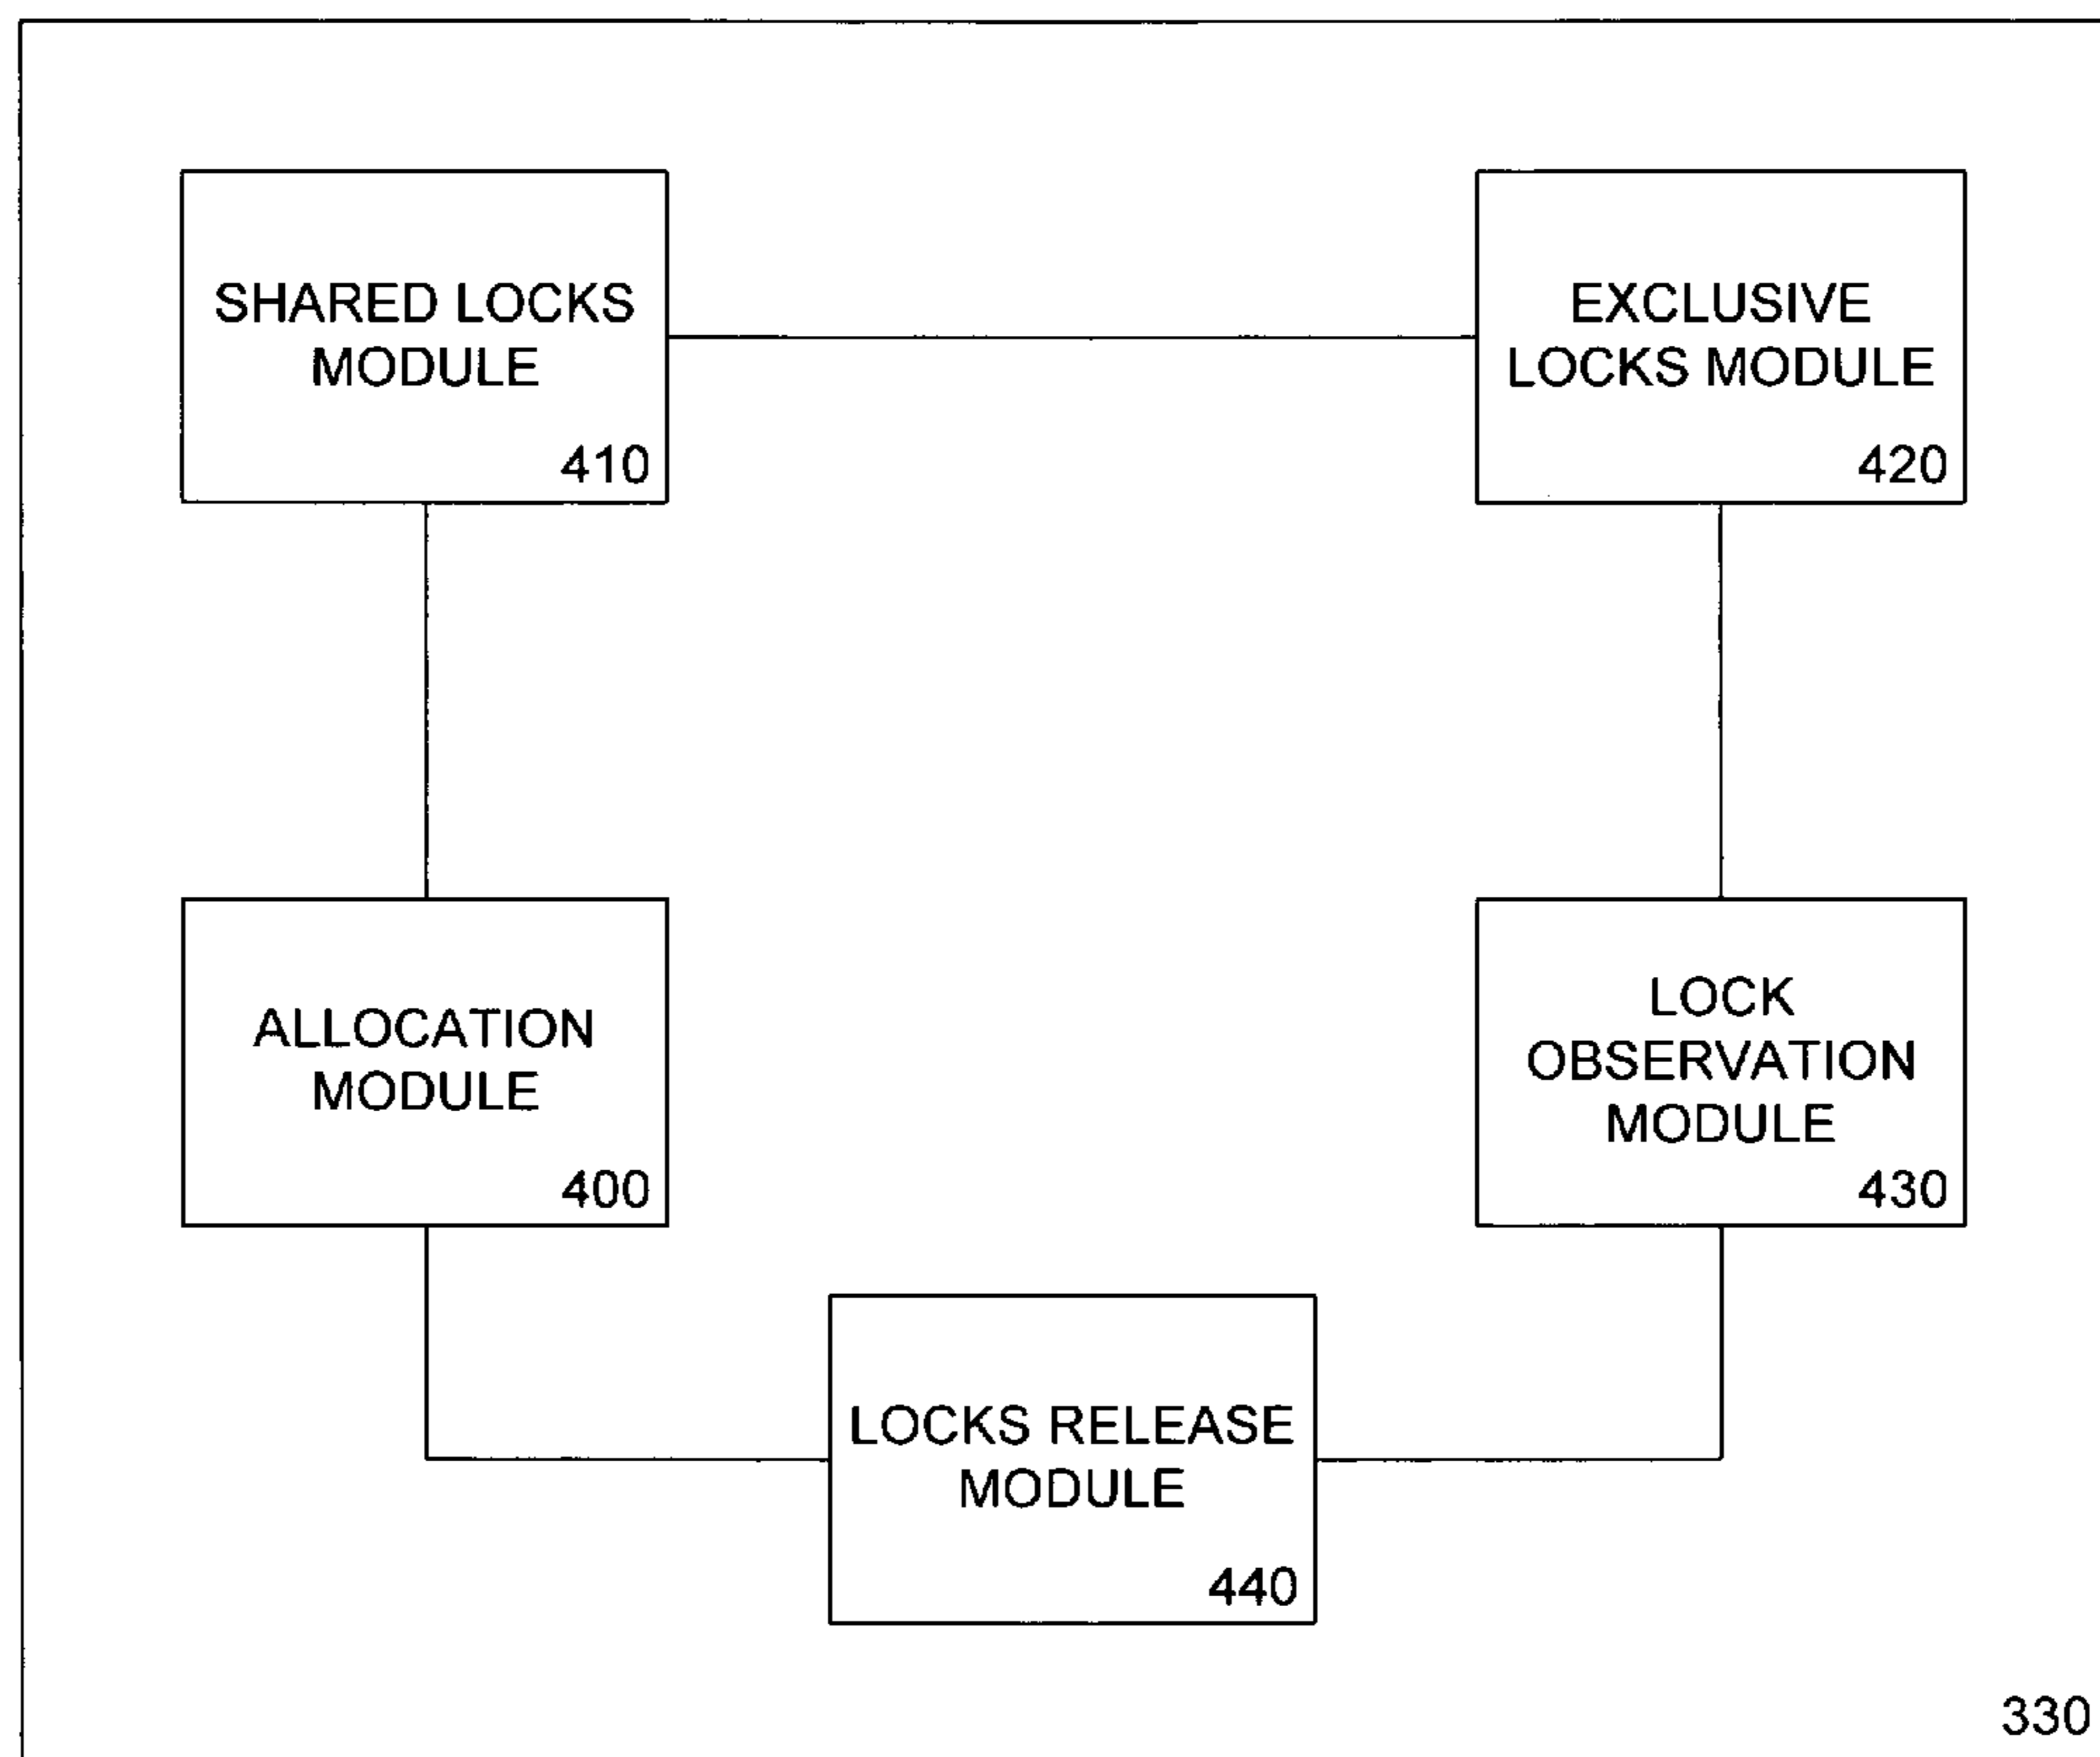 SHARED LOCKS
MODULE
410
EXCLUSIVE
LOCKS MODULE
420
ALLOCATION
MODULE
400
LOCK
OBSERVATION
MODULE
430
LOCKS RELEASE
MODULE
440
330